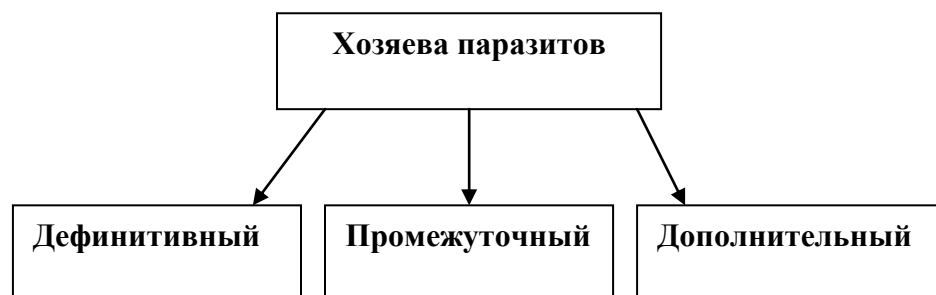 Хозяева паразитов
Дефинитивный
Промежуточный
Дополнительный